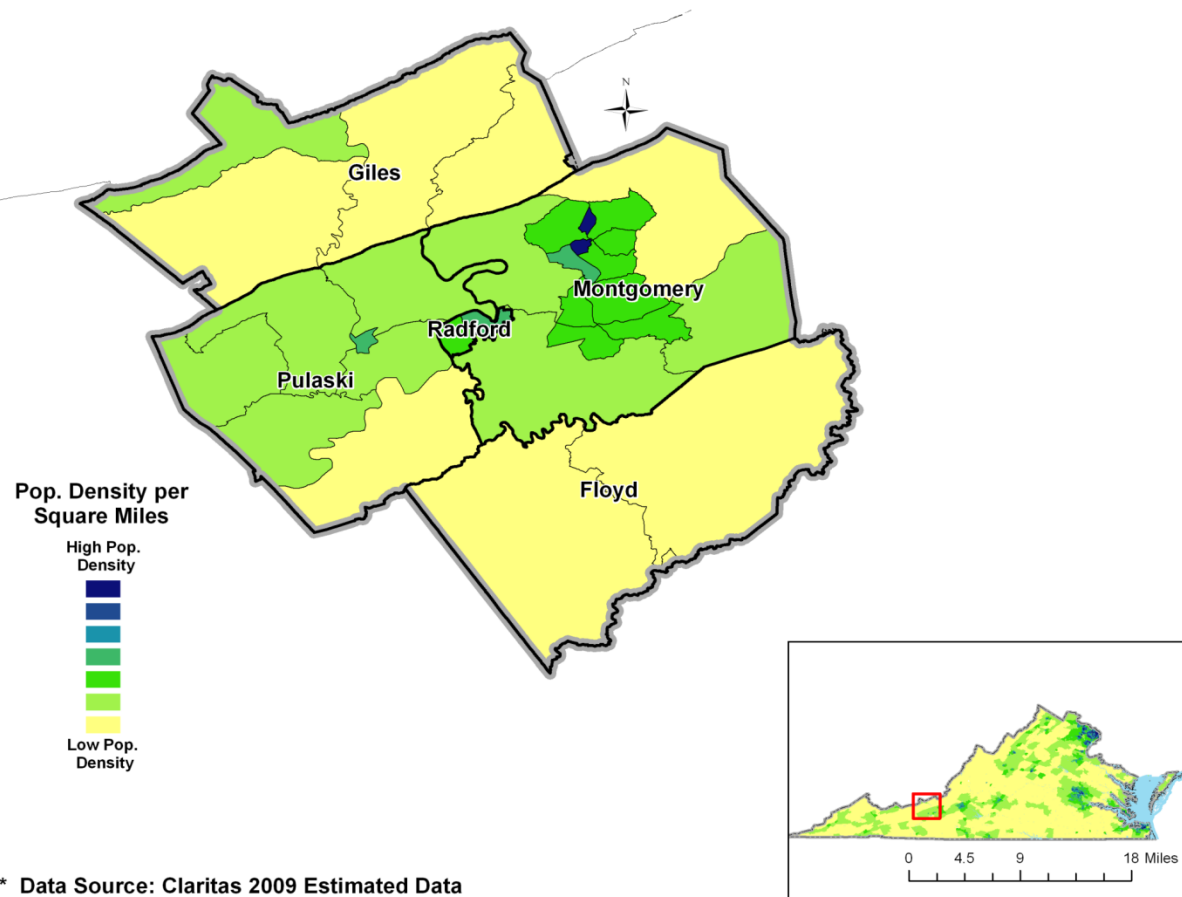 N
Giles
Montgomery
Radford
Pulaski
Floyd
Pop. Density per
Square Miles
High Pop.
Density
Low Pop.
Density
0 4.5 9 18 Miles
* Data Source: Claritas 2009 Estimated Data